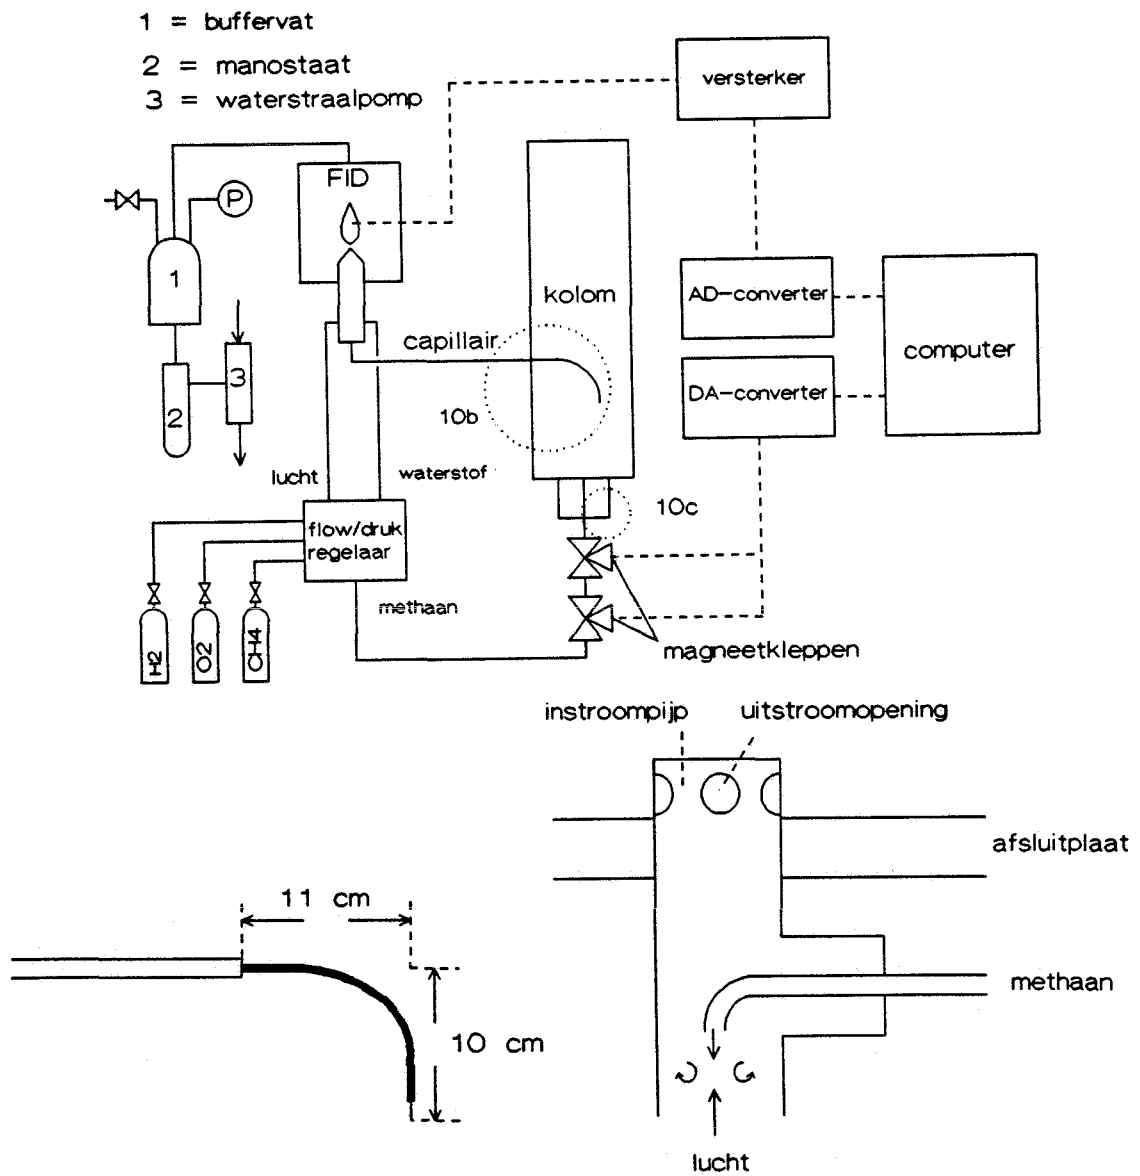 1 = buffervat
2 = manostaat
3 = waterstraalpomp
versterker
FID
P
1
kolom
AD-converter
capillair
computer
3
DA-converter
2
10b
lucht
waterstof
10c
flow/druk
regelaar
methaan
H2
O2
CH4
magneetkleppen
instroompijp
uitstroomopening
afsluitplaat
11 cm
methaan
10 cm
lucht